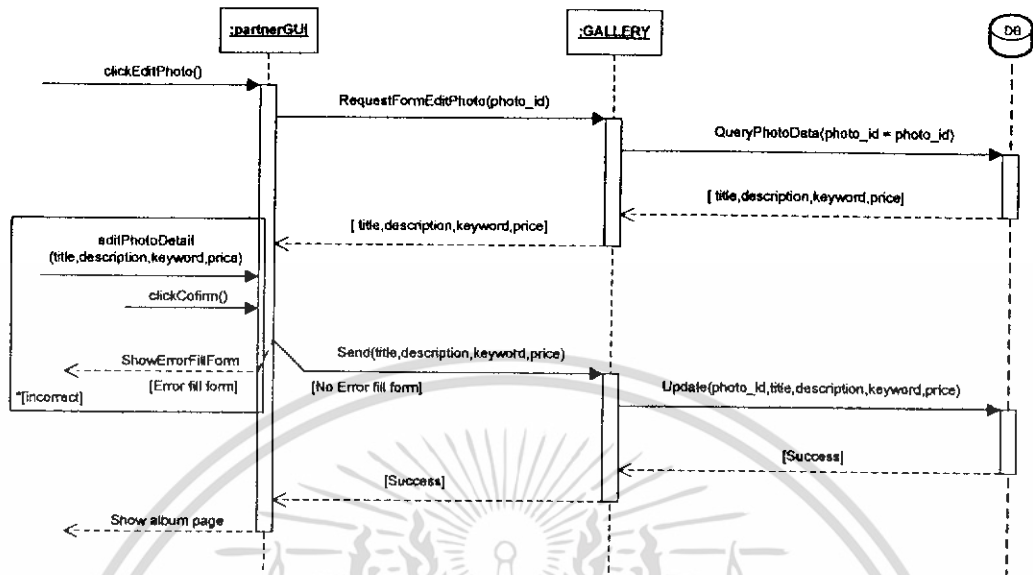 :partnerGUI
:GALLERY
DB
clickEditPhoto()
RequestFormEditPhoto(photo_id)
QueryPhotoData(photo_id = photo_id)
[ title,description,keyword,price]
[ title,description,keyword,price]
editPhotoDetail
(title,description,keyword,price)
clickCofirm()
ShowErrorFillForm
Send(title,description,keyword,price)
[Error fill form]
[No Error fill form]
Update(photo_id,title,description,keyword,price)
*[incorrect]
[Success]
[Success]
Show album page